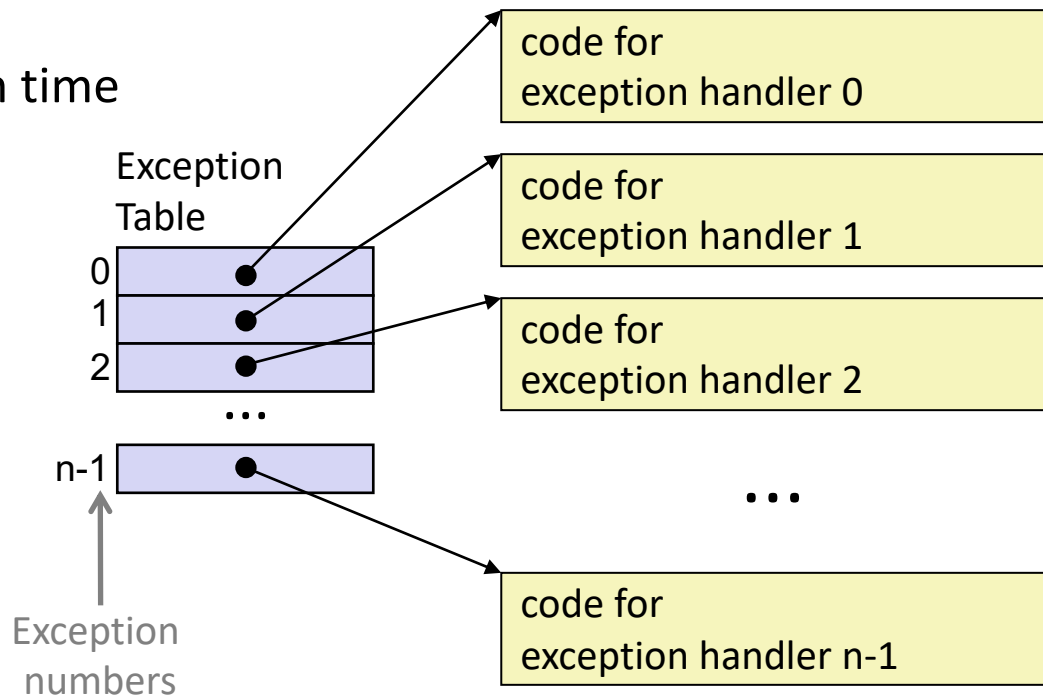 code for
exception handler 0
time
Exception
Table
code for
exception handler 1
0
1
2
...
code for
exception handler 2
n-1
...
Exception
numbers
code for
exception handler n-1